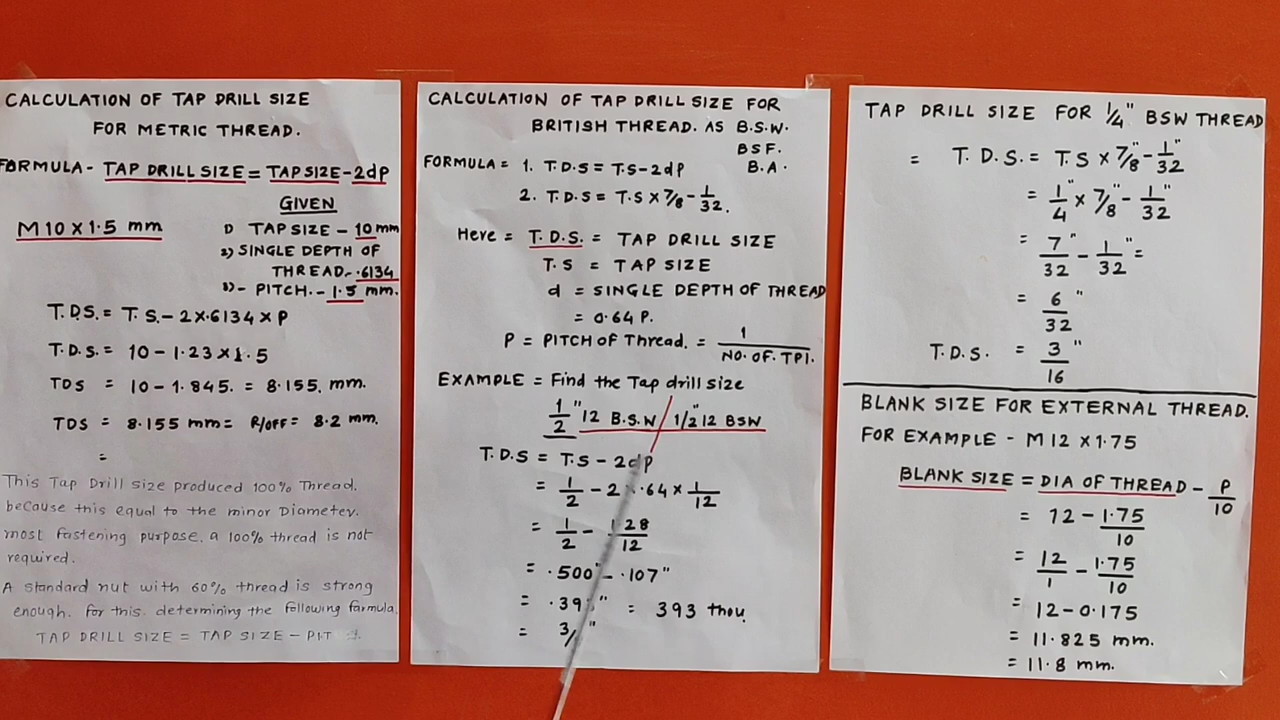 CALCULATION OF TAP DRILL SIZE
FOR METRIC THREAD.
FORMULA - TAP DRILL SIZE = TAP SIZE - 2dP
GIVEN
M 10 X 1.5 mm
1) TAP SIZE - 10 mm
2) SINGLE DEPTH OF
THREAD - .6134
3) - PITCH. - 1.5 mm.
T.D.S. = T.S - 2 X .6134 X P
T.D.S. = 10 - 1.23 X 1.5
TDS = 10 - 1.845. = 8.155. mm.
TDS = 8.155 mm = R/OFF = 8.2 mm.
=
This Tap Drill size produced 100% Thread.
because this equal to the minor Diameter.
most fastening purpose. a 100% thread is not
required.
A standard nut with 60% thread is strong
enough. for this. determining the following farmula.
TAP DRILL SIZE = TAP SIZE - PIT
CALCULATION OF TAP DRILL SIZE FOR
BRITISH THREAD. AS B.S.W.
BSF.
B.A.
FORMULA = 1. T.D.S = T.S - 2dP
2. T.D.S = T.S X 7/8 - 1/32.
Here = T.D.S. = TAP DRILL SIZE
T.S = TAP SIZE
d = SINGLE DEPTH OF THREAD
= 0.64 P.
P = PITCH OF Thread. = 1/NO. OF. TPI.
EXAMPLE = Find the Tap drill size
1/2" 12 B.S.W / 1/2" 12 BSW
T.D.S = T.S - 2dP
= 1/2 - 2 .64 X 1/12
= 1/2 - 1.28/12
= .500" - .107"
= .39 " = 393 thou.
= 3/ "
TAP DRILL SIZE FOR 1/4" BSW THREAD
= T.D.S. = T.S X 7/8" - 1/32"
= 1/4" X 7/8" - 1/32"
= 7/32" - 1/32" =
= 6/32"
T.D.S. = 3/16"
BLANK SIZE FOR EXTERNAL THREAD.
FOR EXAMPLE - M 12 X 1.75
BLANK SIZE = DIA OF THREAD - P/10
= 12 - 1.75/10
= 12/1 - 1.75/10
= 12 - 0.175
= 11.825 mm.
= 11.8 mm.